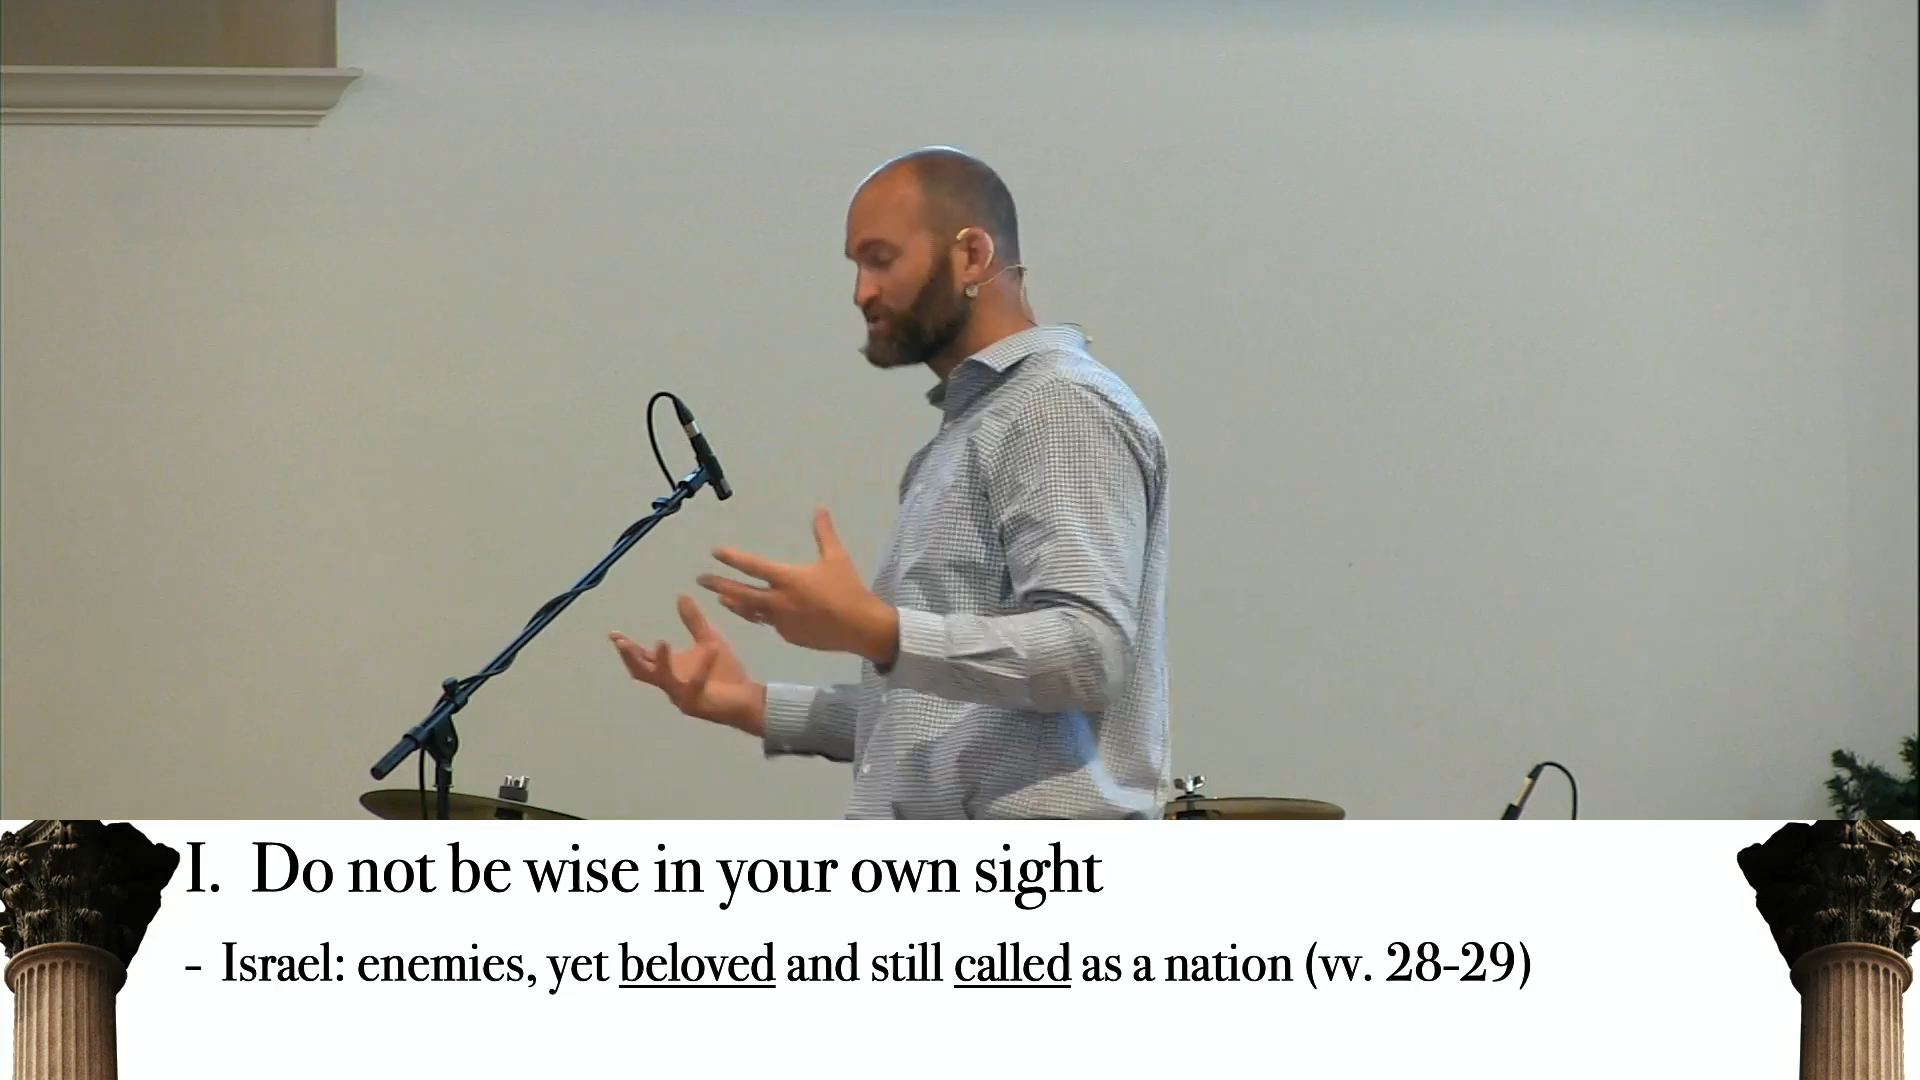 I. Do not be wise in your own sight
- Israel: enemies, yet beloved and still called as a nation (vv. 28-29)